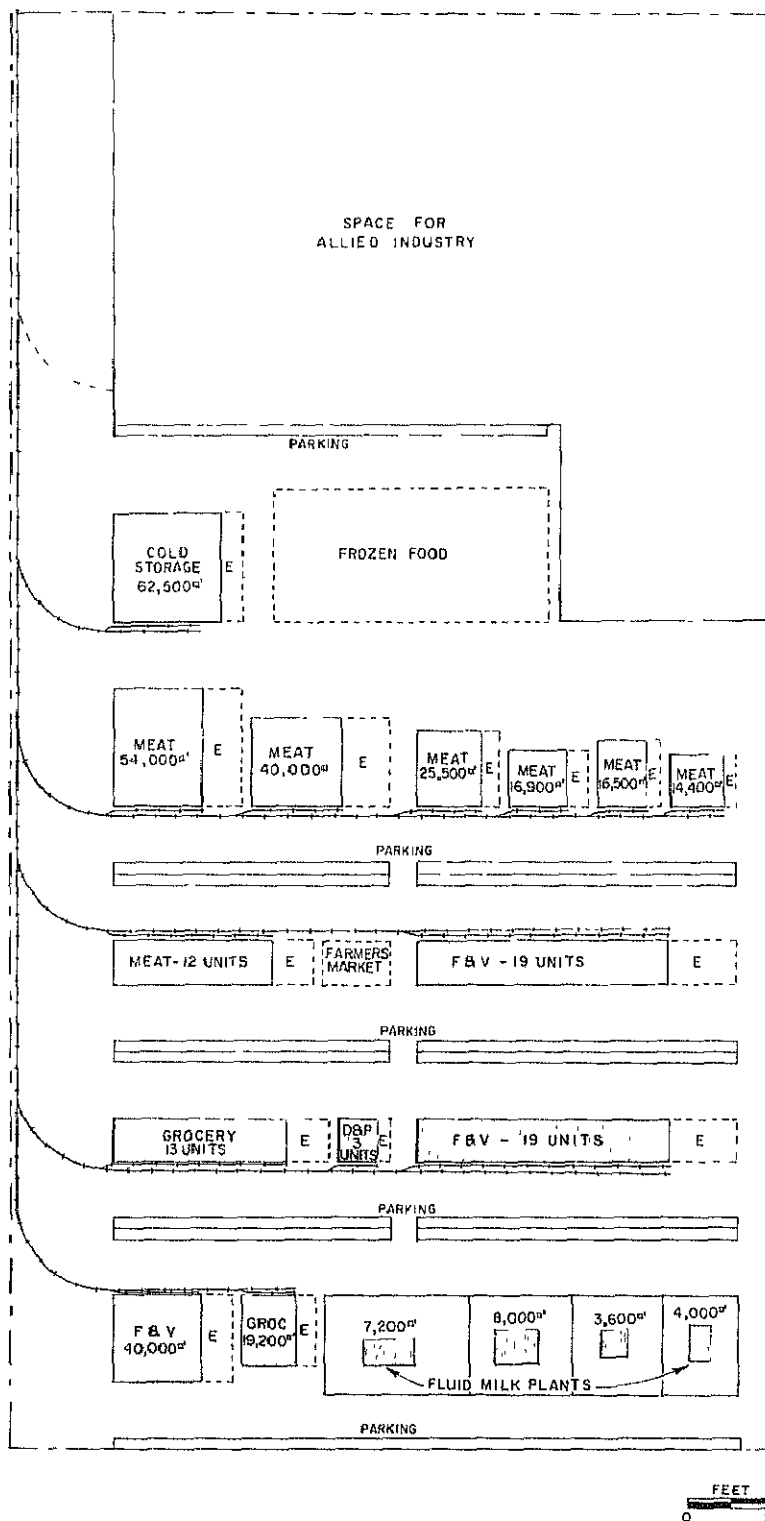 SPACE FOR
ALLIED INDUSTRY
PARKING
COLD
STORAGE
62,500□'
E
FROZEN FOOD
MEAT
54,000□'
E
MEAT
40,000□'
E
MEAT
25,500□'
E
MEAT
16,900□'
E
MEAT
16,500□'
E
MEAT
14,400□'
E
PARKING
MEAT-12 UNITS
E
FARMERS
MARKET
F&V - 19 UNITS
E
PARKING
GROCERY
13 UNITS
E
D&P
3
UNITS
E
F&V - 19 UNITS
E
PARKING
F&V
40,000□'
E
GROC
19,200□'
E
7,200□'
8,000□'
3,600□'
4,000□'
FLUID MILK PLANTS
PARKING
FEET
0